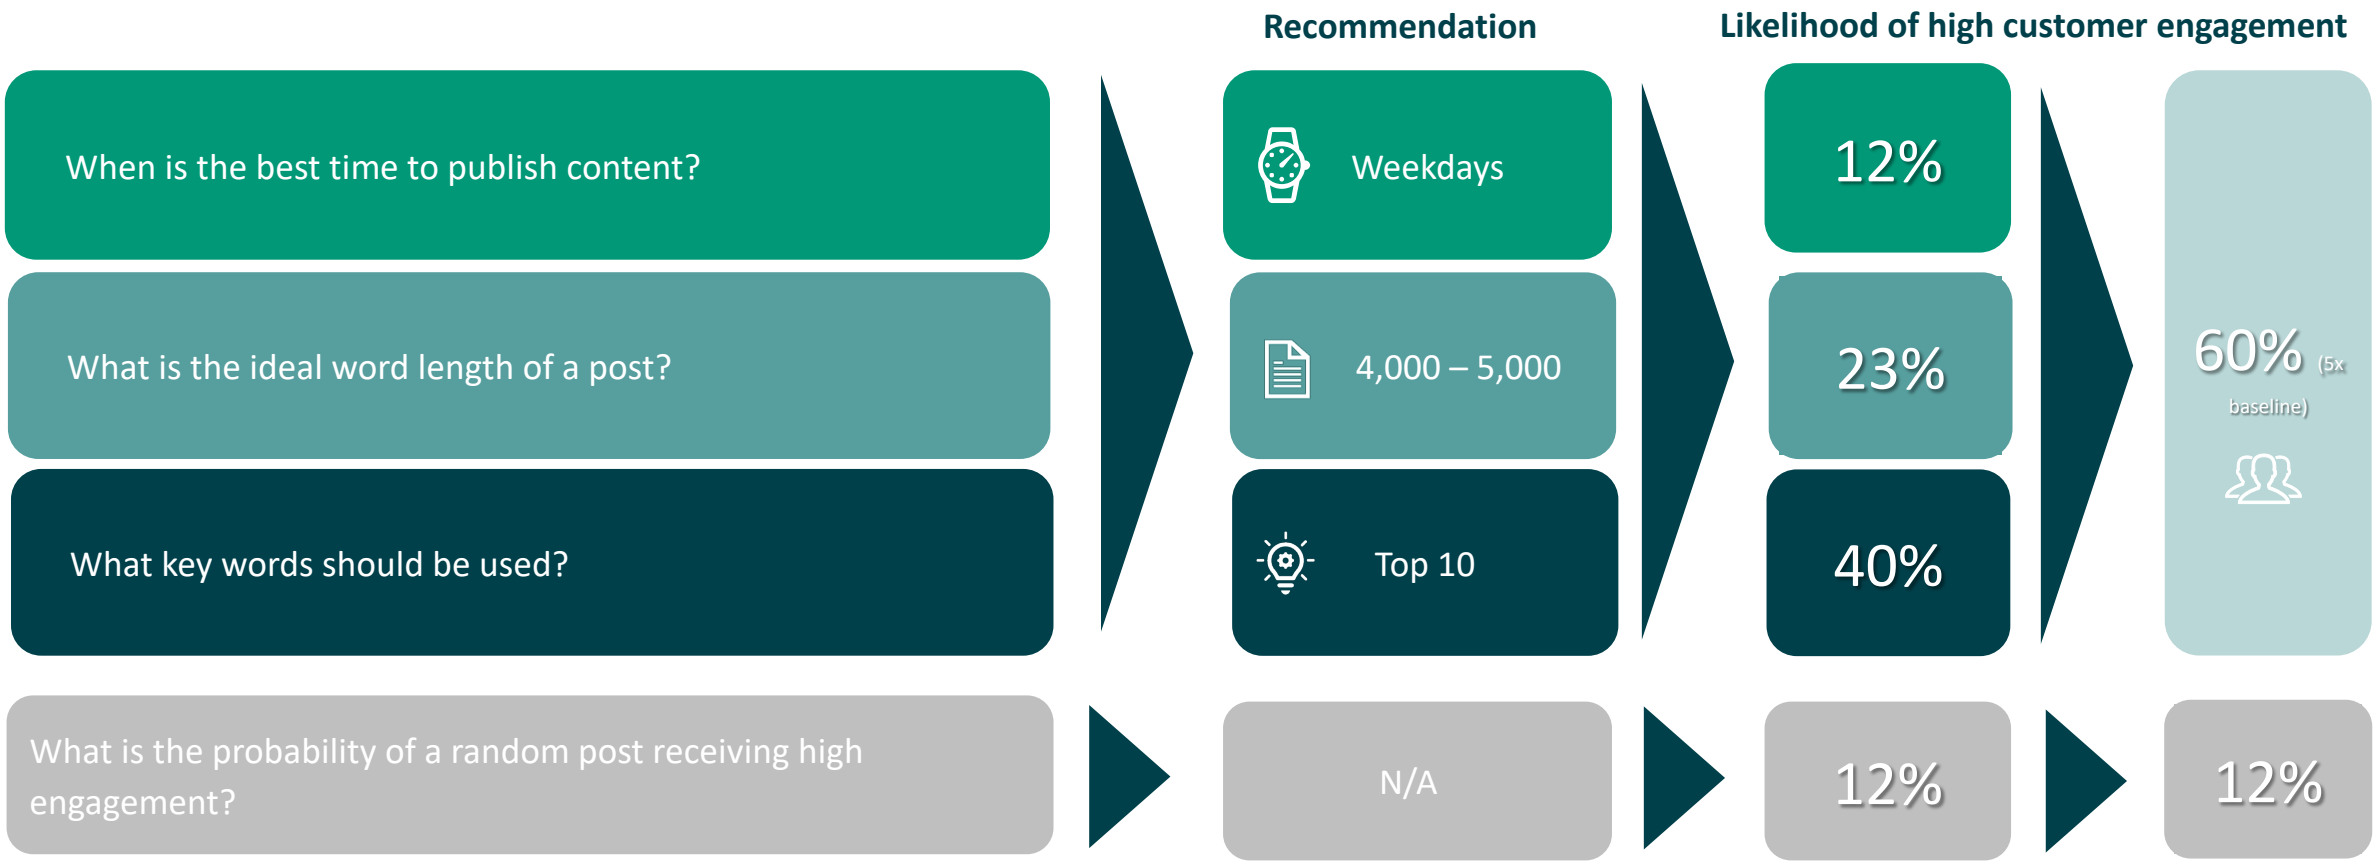 Recommendation
Likelihood of high customer engagement
When is the best time to publish content?
Weekdays
12%
What is the ideal word length of a post?
4,000 – 5,000
23%
What key words should be used?
Top 10
40%
60% (5x
baseline)
What is the probability of a random post receiving high
engagement?
N/A
12%
12%